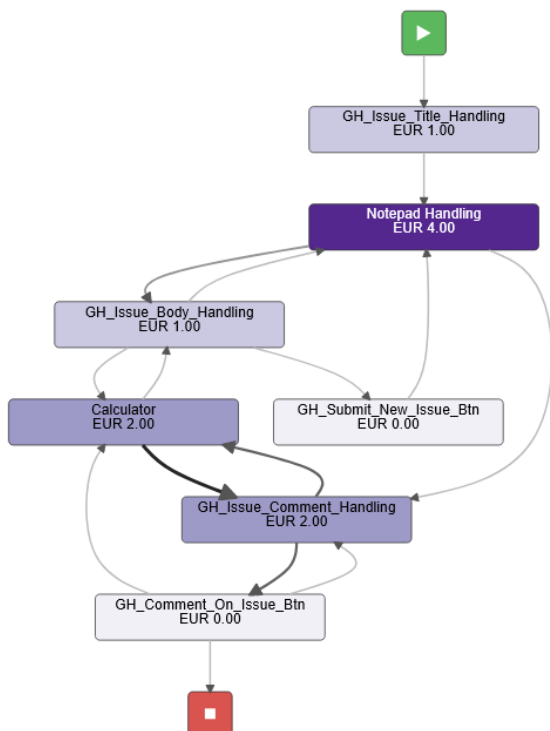 GH_Issue_Title_Handling
EUR 1.00
Notepad Handling
EUR 4.00
GH_Issue_Body_Handling
EUR 1.00
Calculator
EUR 2.00
GH_Submit_New_Issue_Btn
EUR 0.00
GH_Issue_Comment_Handling
EUR 2.00
GH_Comment_On_Issue_Btn
EUR 0.00